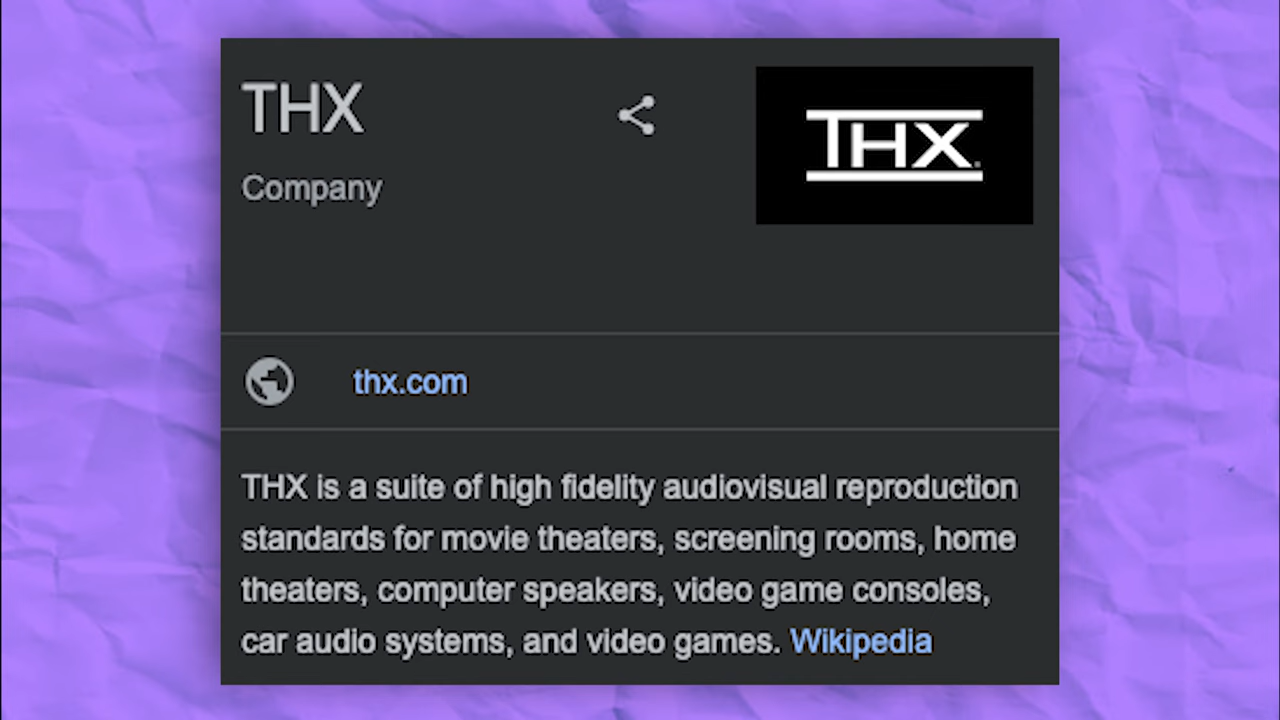 THX
THX.
Company
thx.com
THX is a suite of high fidelity audiovisual reproduction
standards for movie theaters, screening rooms, home
theaters, computer speakers, video game consoles,
car audio systems, and video games. Wikipedia